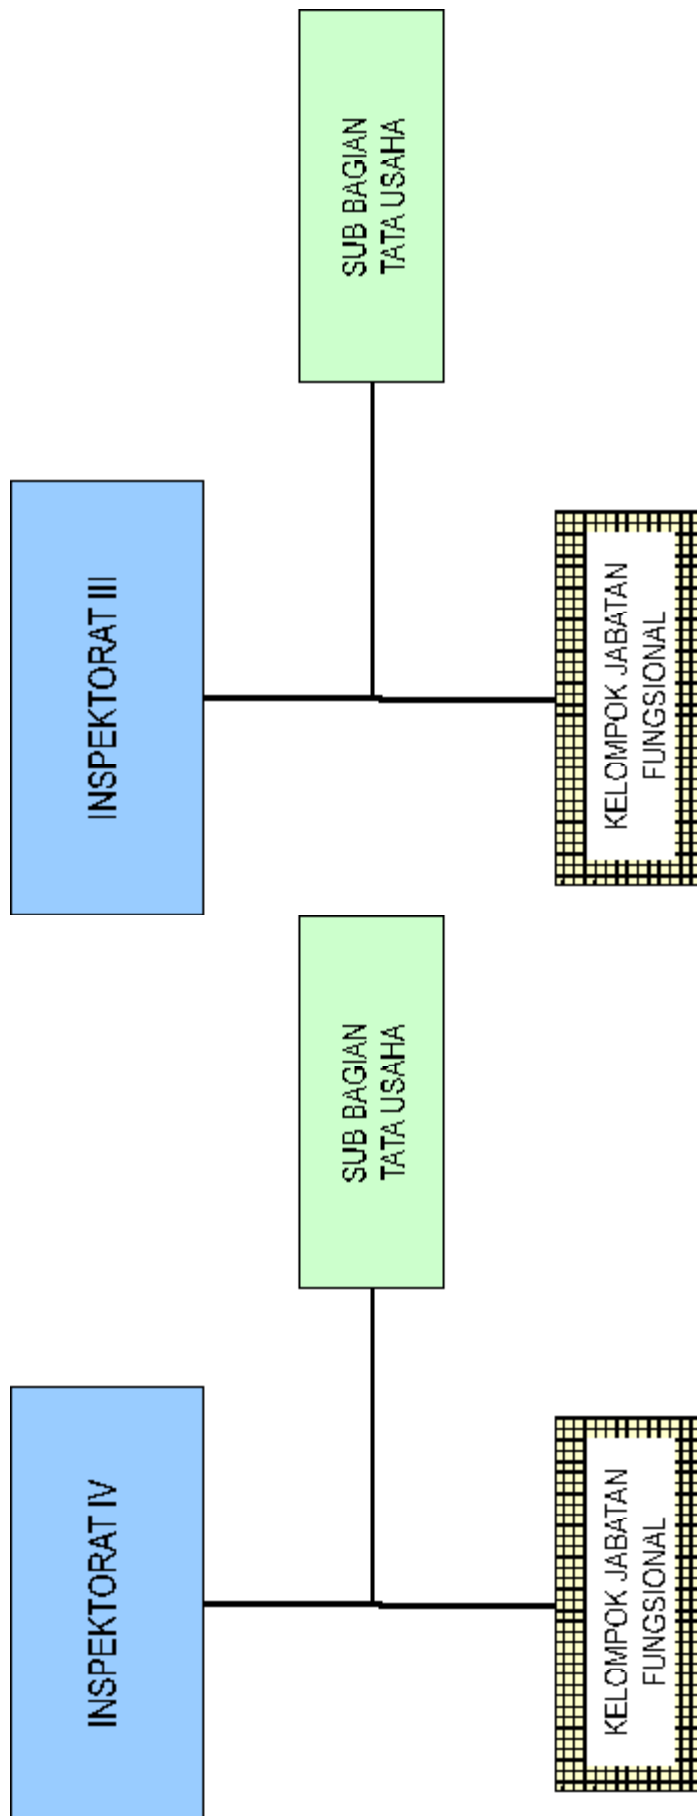 INSPEKTORAT III
SUB BAGIAN
TATA USAHA
KELOMPOK JABATAN
FUNGSIONAL
INSPEKTORAT IV
SUB BAGIAN
TATA USAHA
KELOMPOK JABATAN
FUNGSIONAL